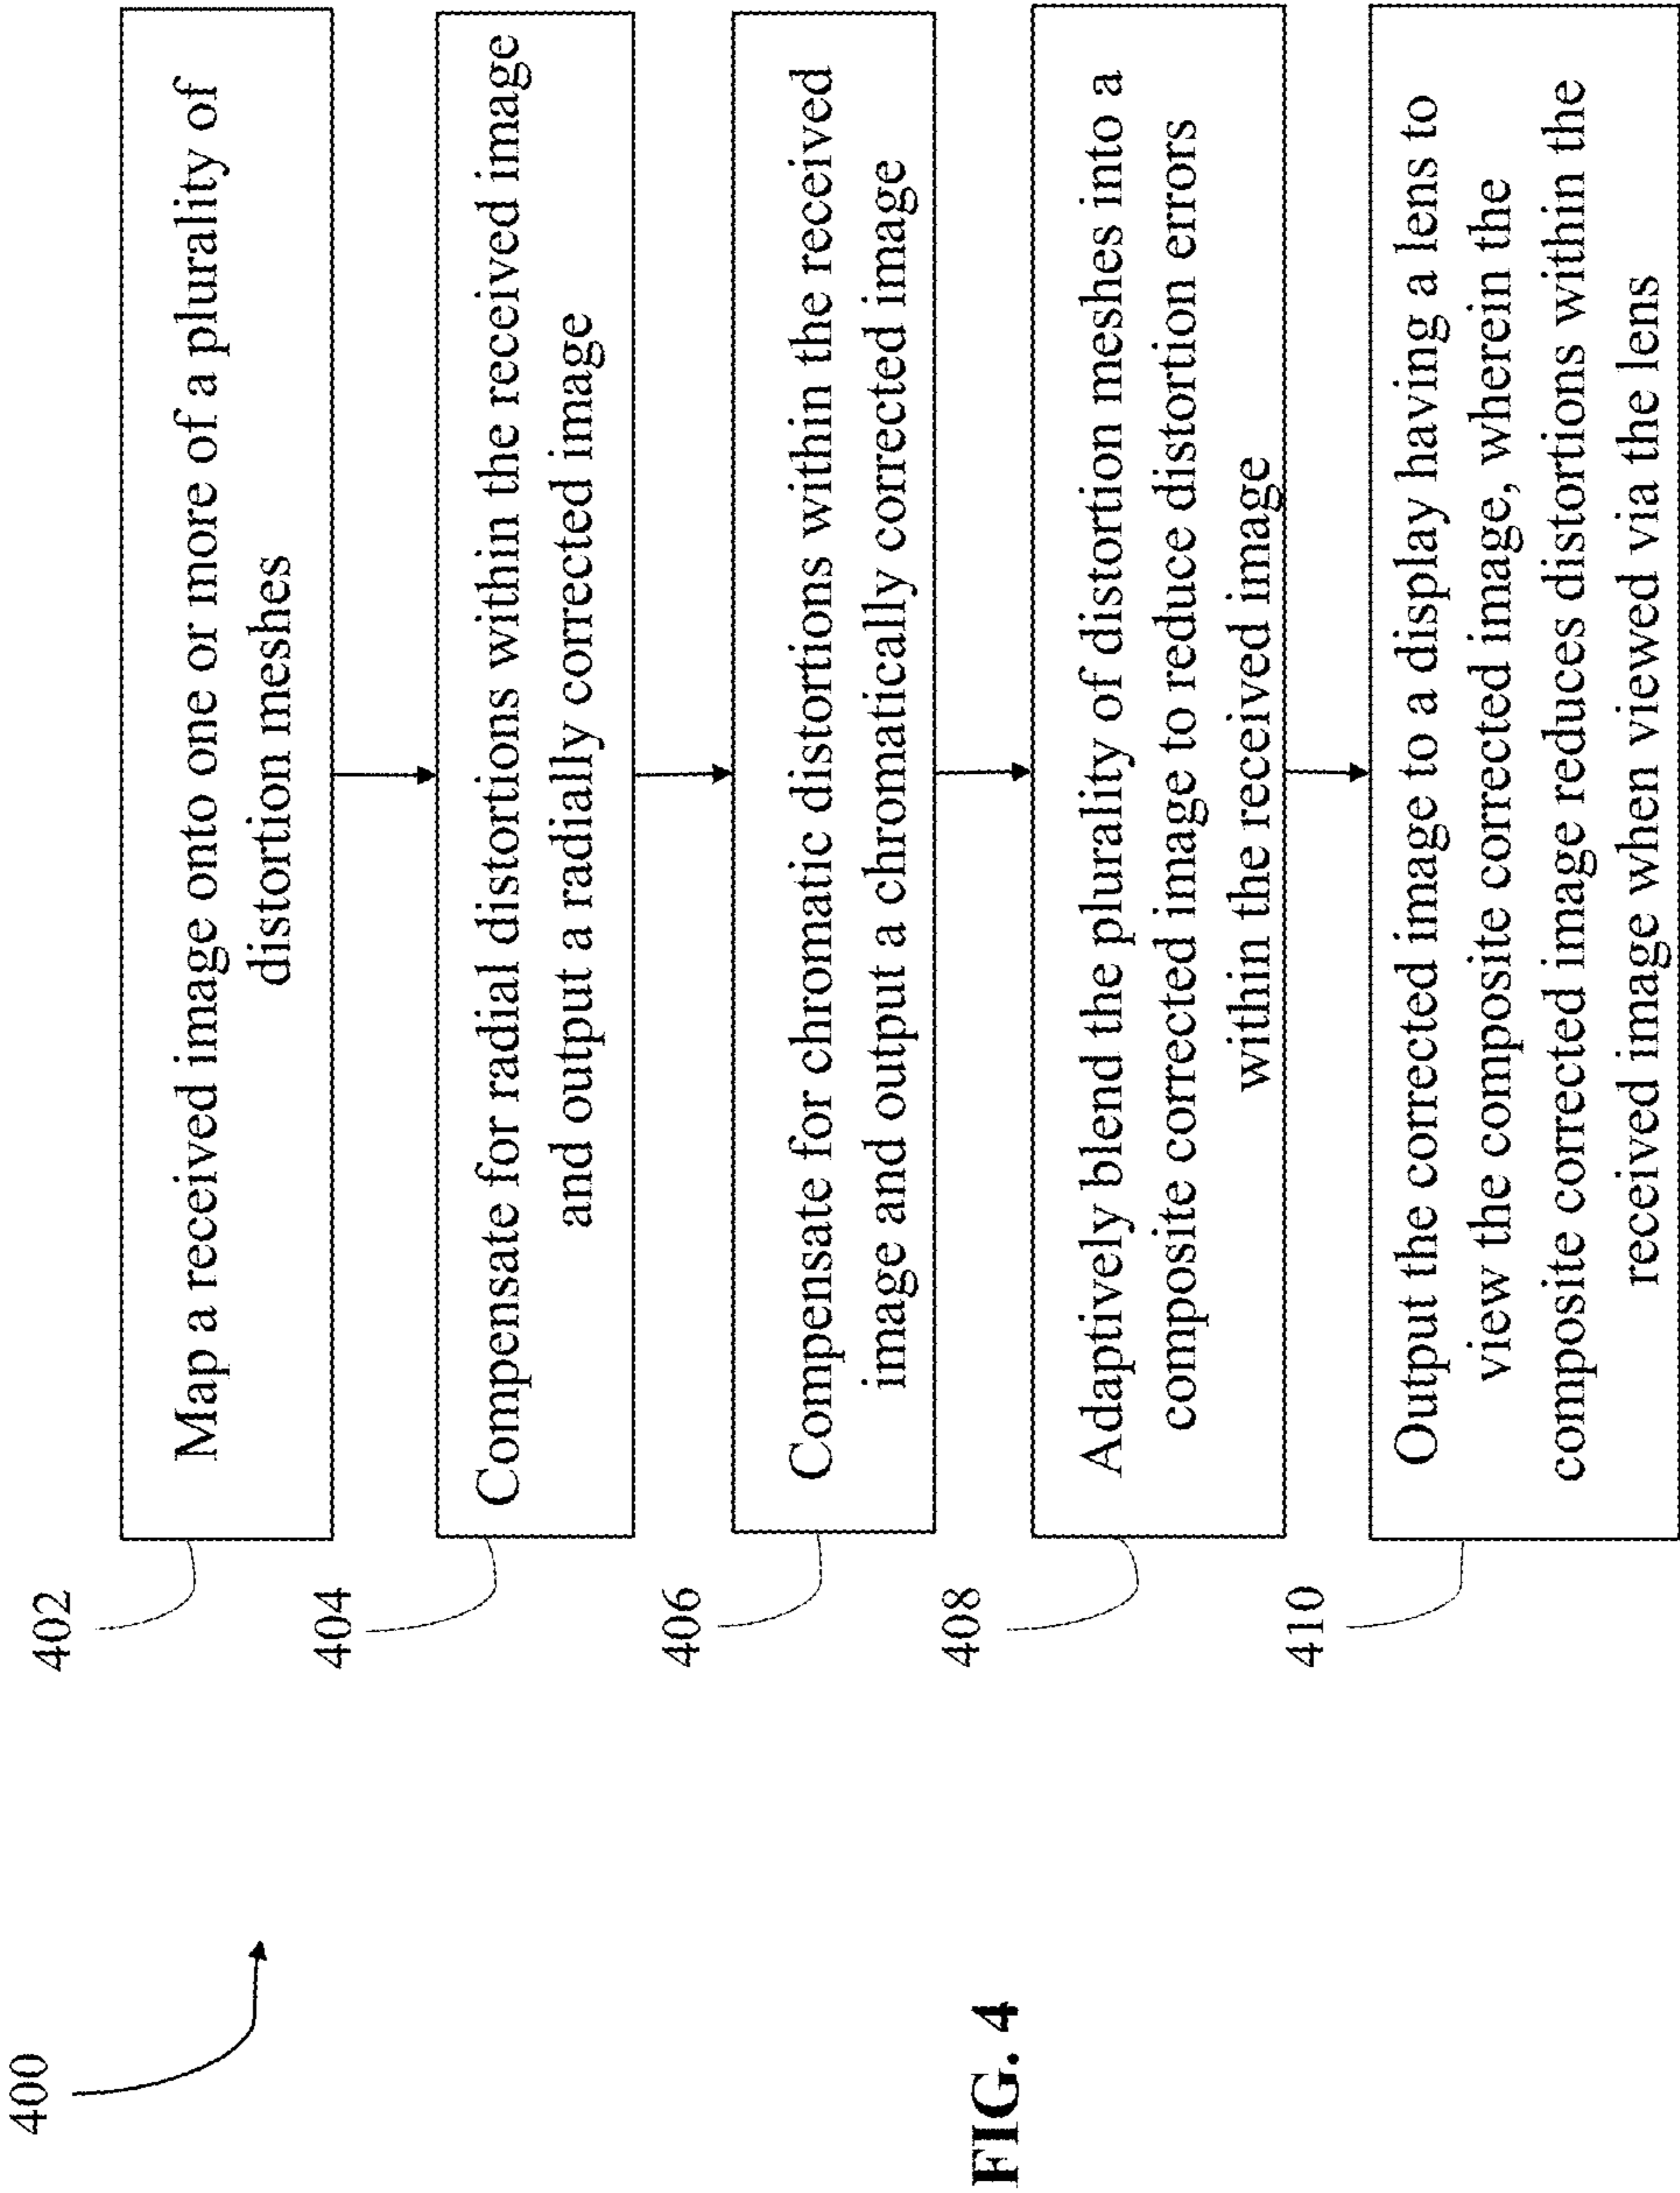 400
402
Map a received image onto one or more of a plurality of
distortion meshes
404
Compensate for radial distortions within the received image
and output a radially corrected image
406
Compensate for chromatic distortions within the received
image and output a chromatically corrected image
408
Adaptively blend the plurality of distortion meshes into a
composite corrected image to reduce distortion errors
within the received image
410
Output the corrected image to a display having a lens to
view the composite corrected image, wherein the
composite corrected image reduces distortions within the
received image when viewed via the lens
FIG. 4